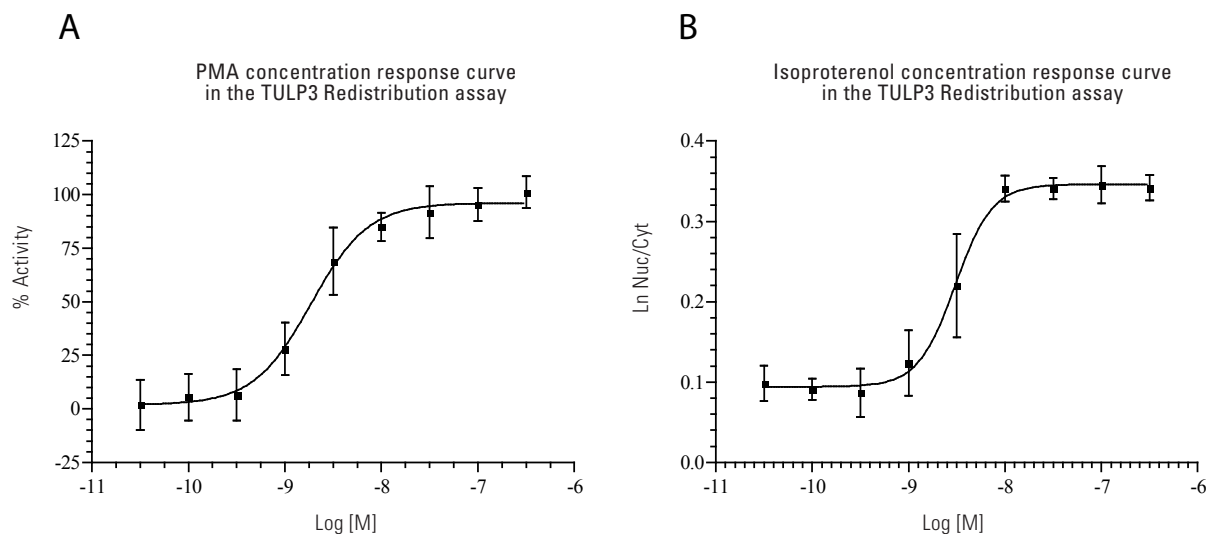 A
PMA concentration response curve
in the TULP3 Redistribution assay
125
100
75
50
25
0
-25
% Activity
-11
-10
-9
-8
-7
-6
Log [M]
B
Isoproterenol concentration response curve
in the TULP3 Redistribution assay
0.4
0.3
0.2
0.1
0.0
Ln Nuc/Cyt
-11
-10
-9
-8
-7
-6
Log [M]